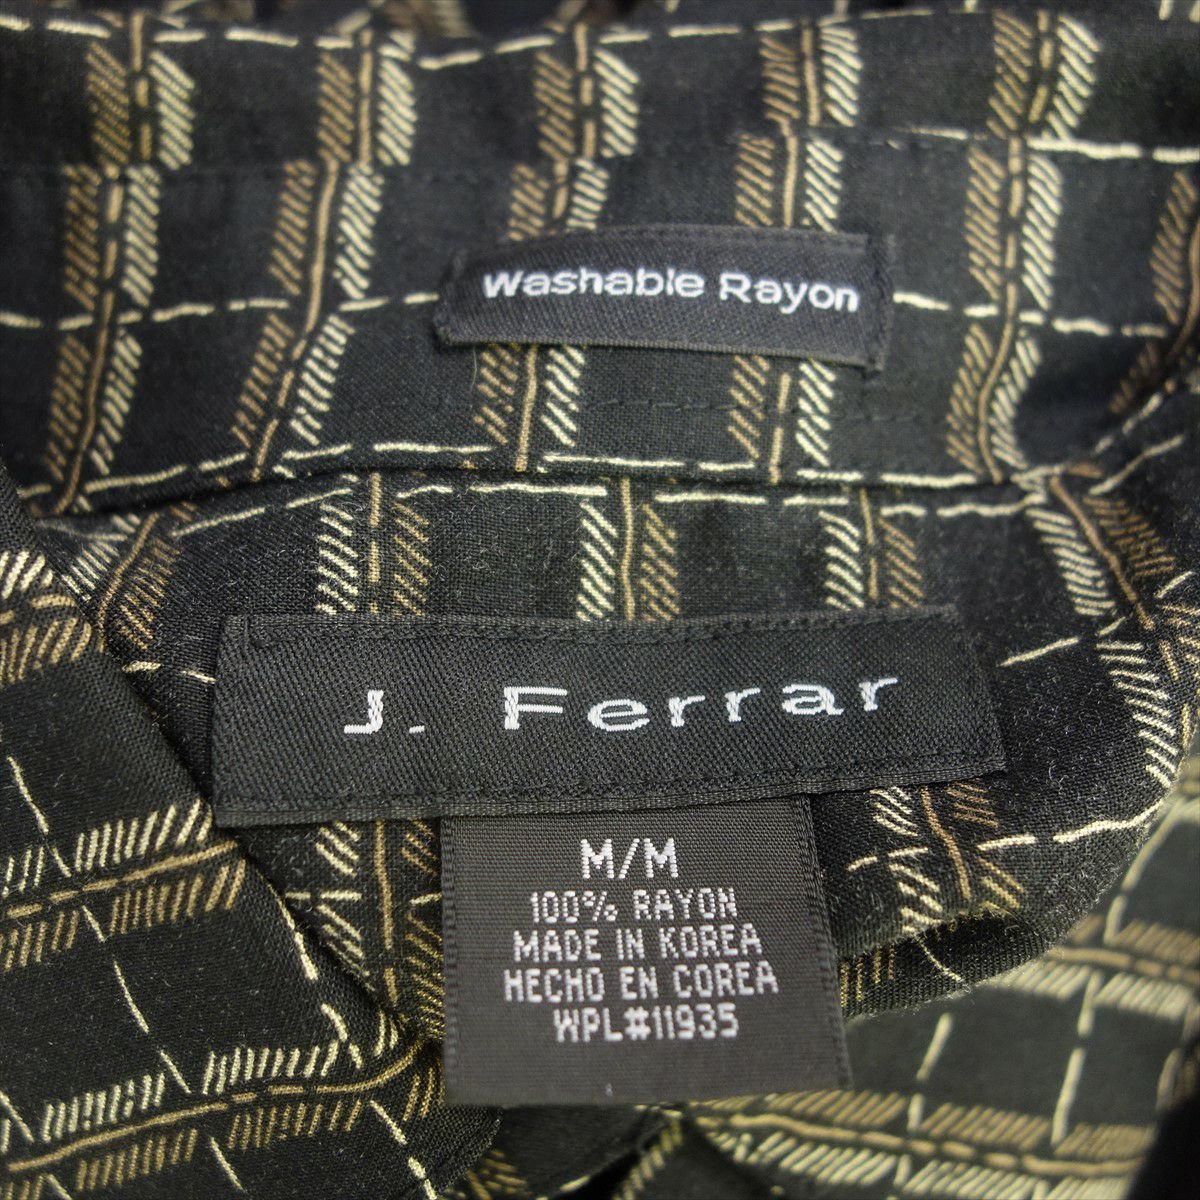 Washable Rayon
J. Ferrar
M/M
100% RAYON
MADE IN KOREA
HECHO EN COREA
WPL#11935